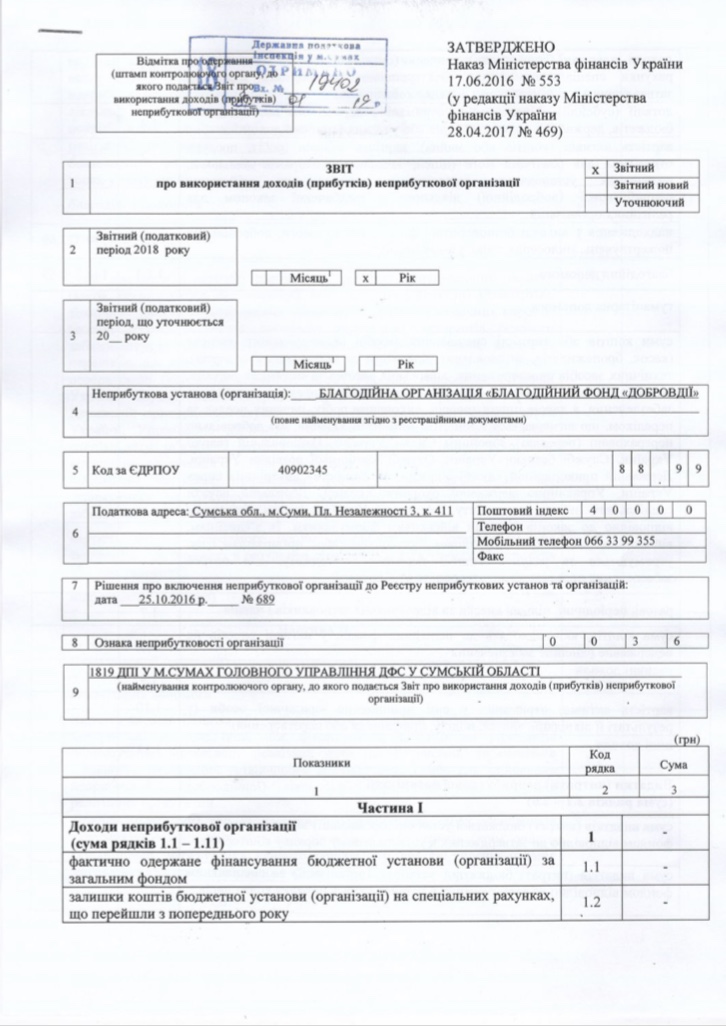 Державна податкова
інспекція у м.Сумах
ОТРИМАНО
Вх. № 19402
01 19 р
Відмітка про одержання
(штамп контролюючого органу, до
якого подається Звіт про
використання доходів (прибутків)
неприбуткової організації)
ЗАТВЕРДЖЕНО
Наказ Міністерства фінансів України
17.06.2016 № 553
(у редакції наказу Міністерства
фінансів України
28.04.2017 № 469)
1
ЗВІТ
про використання доходів (прибутків) неприбуткової організації
х Звітний
Звітний новий
Уточнюючий
2
Звітний (податковий)
період 2018 року
Місяць¹ х Рік
3
Звітний (податковий)
період, що уточнюється
20__ року
Місяць¹ Рік
4
Неприбуткова установа (організація): БЛАГОДІЙНА ОРГАНІЗАЦІЯ «БЛАГОДІЙНИЙ ФОНД «ДОБРОВДІЇ»
(повне найменування згідно з реєстраційними документами)
5 Код за ЄДРПОУ 40902345 8 8 . 9 9
6
Податкова адреса: Сумська обл., м.Суми, Пл. Незалежності 3, к. 411
Поштовий індекс 4 0 0 0 0
Телефон
Мобільний телефон 066 33 99 355
Факс
7
Рішення про включення неприбуткової організації до Реєстру неприбуткових установ та організацій:
дата 25.10.2016 р. № 689
8 Ознака неприбутковості організації 0 0 3 6
9
1819 ДПІ У М.СУМАХ ГОЛОВНОГО УПРАВЛІННЯ ДФС У СУМСЬКІЙ ОБЛАСТІ
(найменування контролюючого органу, до якого подається Звіт про використання доходів (прибутків) неприбуткової
організації)
(грн)
Показники Код рядка Сума
1 2 3
Частина І
Доходи неприбуткової організації
(сума рядків 1.1 – 1.11) 1 -
фактично одержане фінансування бюджетної установи (організації) за
загальним фондом 1.1 -
залишки коштів бюджетної установи (організації) на спеціальних рахунках,
що перейшли з попереднього року 1.2 -